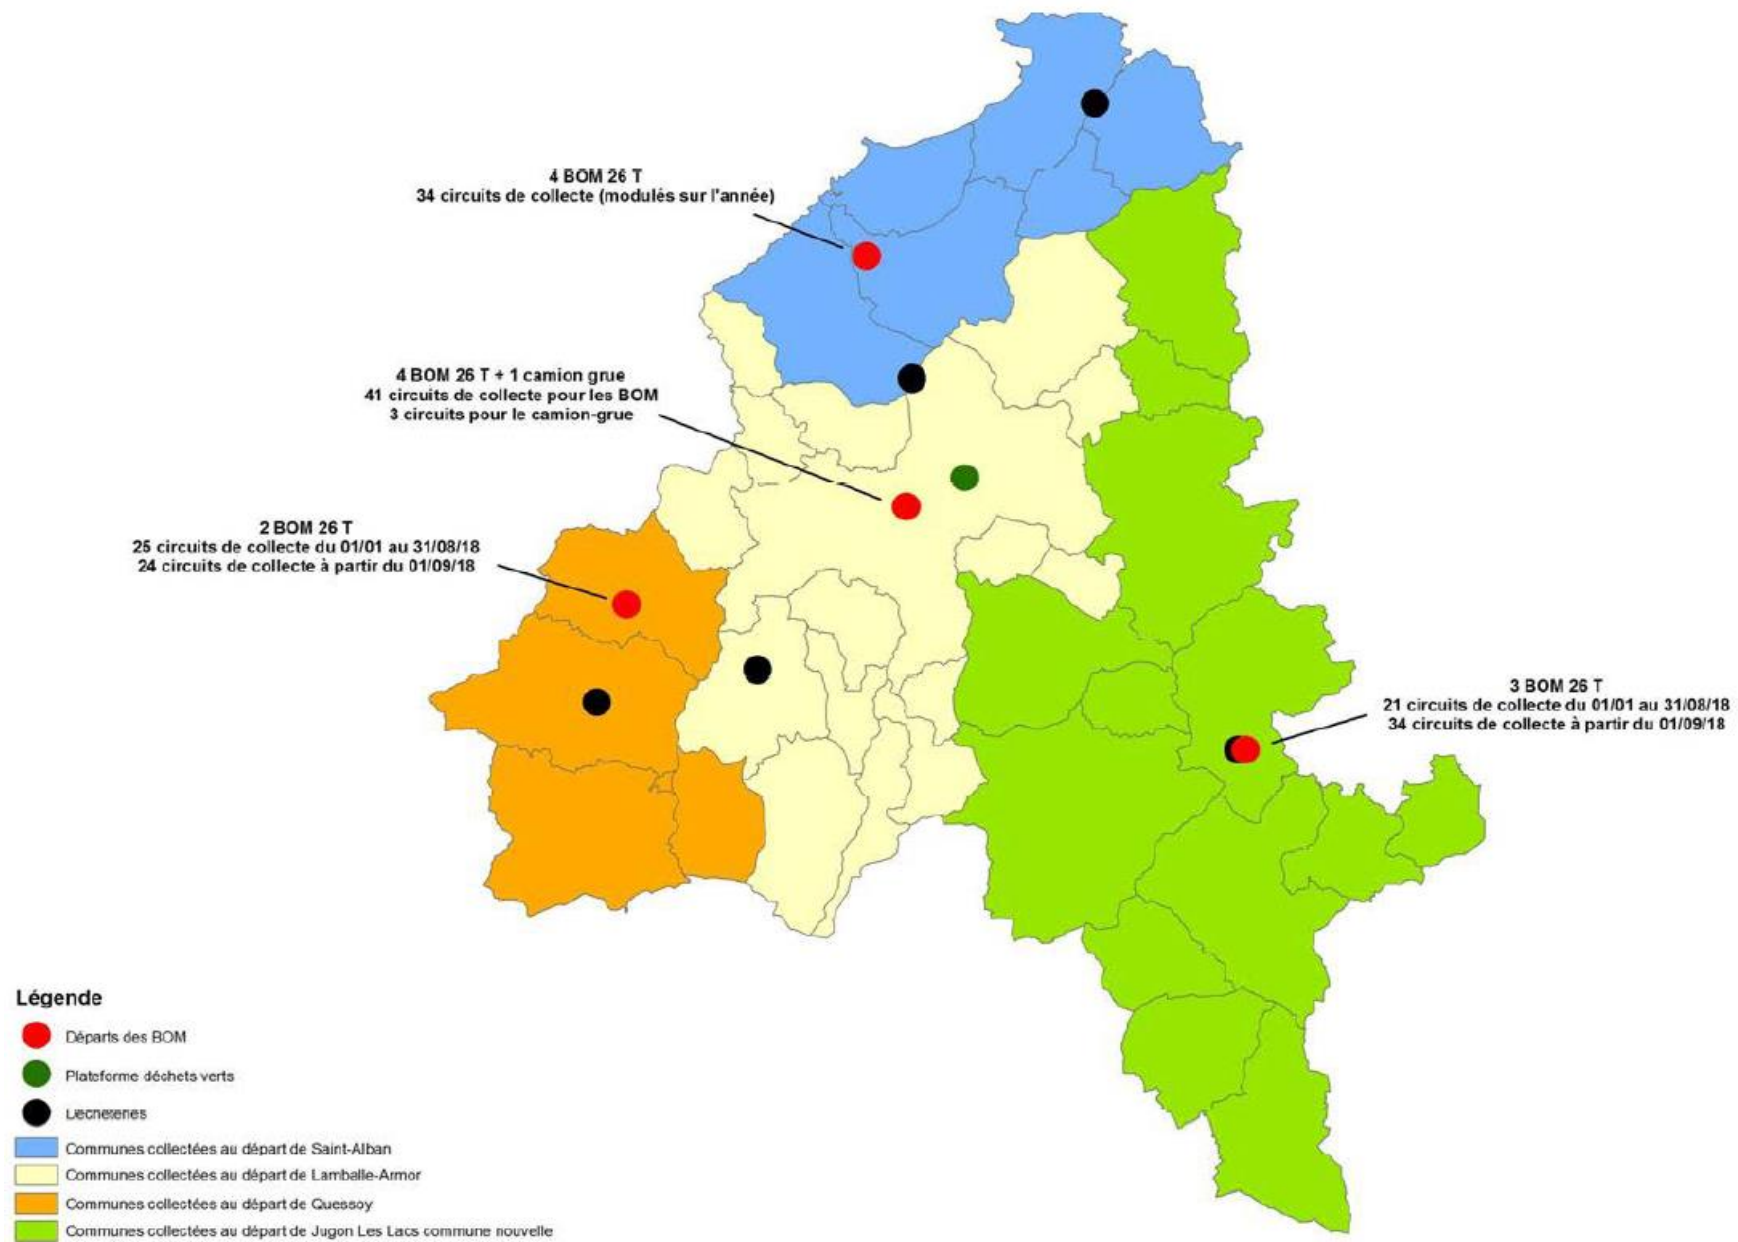 4 BOM 26 T
34 circuits de collecte (modulés sur l'année)
4 BOM 26 T + 1 camion grue
41 circuits de collecte pour les BOM
3 circuits pour le camion-grue
2 BOM 26 T
25 circuits de collecte du 01/01 au 31/08/18
24 circuits de collecte à partir du 01/09/18
3 BOM 26 T
21 circuits de collecte du 01/01 au 31/08/18
34 circuits de collecte à partir du 01/09/18
Légende
Départs des BOM
Plateforme déchets verts
Déchèteries
Communes collectées au départ de Saint-Alban
Communes collectées au départ de Lamballe-Armor
Communes collectées au départ de Quessoy
Communes collectées au départ de Jugon Les Lacs commune nouvelle